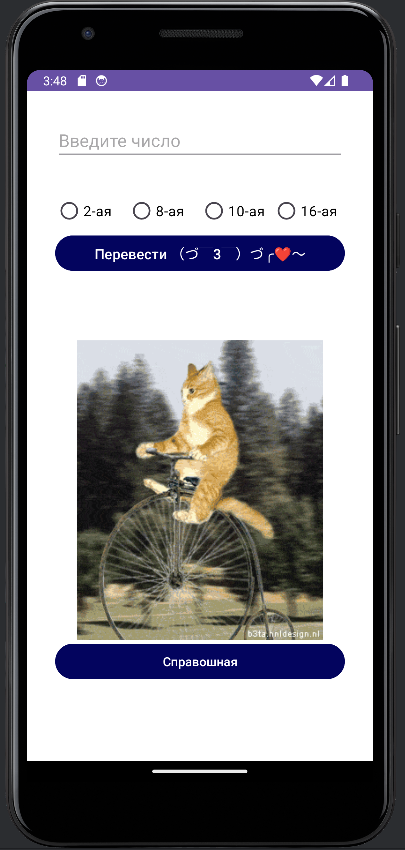 3:48
Введите число
2-ая 8-ая 10-ая 16-ая
Перевести （づ ３ ）づ╭❤️～
b3ta.hnldesign.nl
Справошная